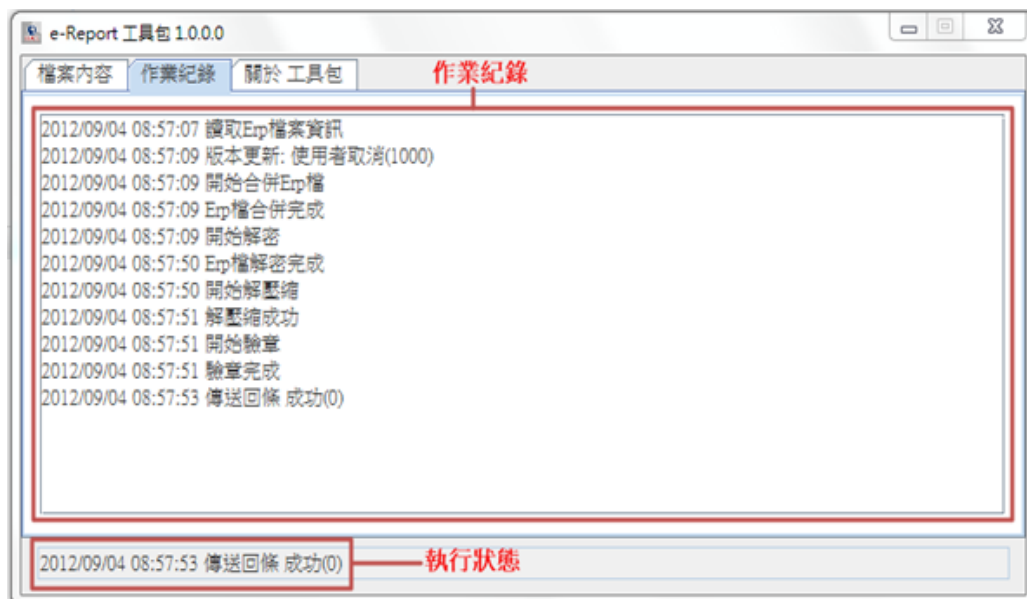 e-Report 工具包 1.0.0.0
檔案內容 作業紀錄 關於 工具包 作業紀錄
2012/09/04 08:57:07 讀取Erp檔案資訊
2012/09/04 08:57:09 版本更新: 使用者取消(1000)
2012/09/04 08:57:09 開始合併Erp檔
2012/09/04 08:57:09 Erp檔合併完成
2012/09/04 08:57:09 開始解密
2012/09/04 08:57:50 Erp檔解密完成
2012/09/04 08:57:50 開始解壓縮
2012/09/04 08:57:51 解壓縮成功
2012/09/04 08:57:51 開始驗章
2012/09/04 08:57:51 驗章完成
2012/09/04 08:57:53 傳送回條 成功(0)
2012/09/04 08:57:53 傳送回條 成功(0) 執行狀態